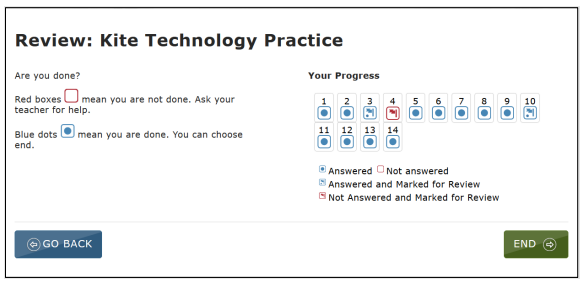 Review: Kite Technology Practice
Are you done?
Red boxes mean you are not done. Ask your
teacher for help.
Blue dots mean you are done. You can choose
end.
Your Progress
1 2 3 4 5 6 7 8 9 10
11 12 13 14
Answered Not answered
Answered and Marked for Review
Not Answered and Marked for Review
GO BACK
END